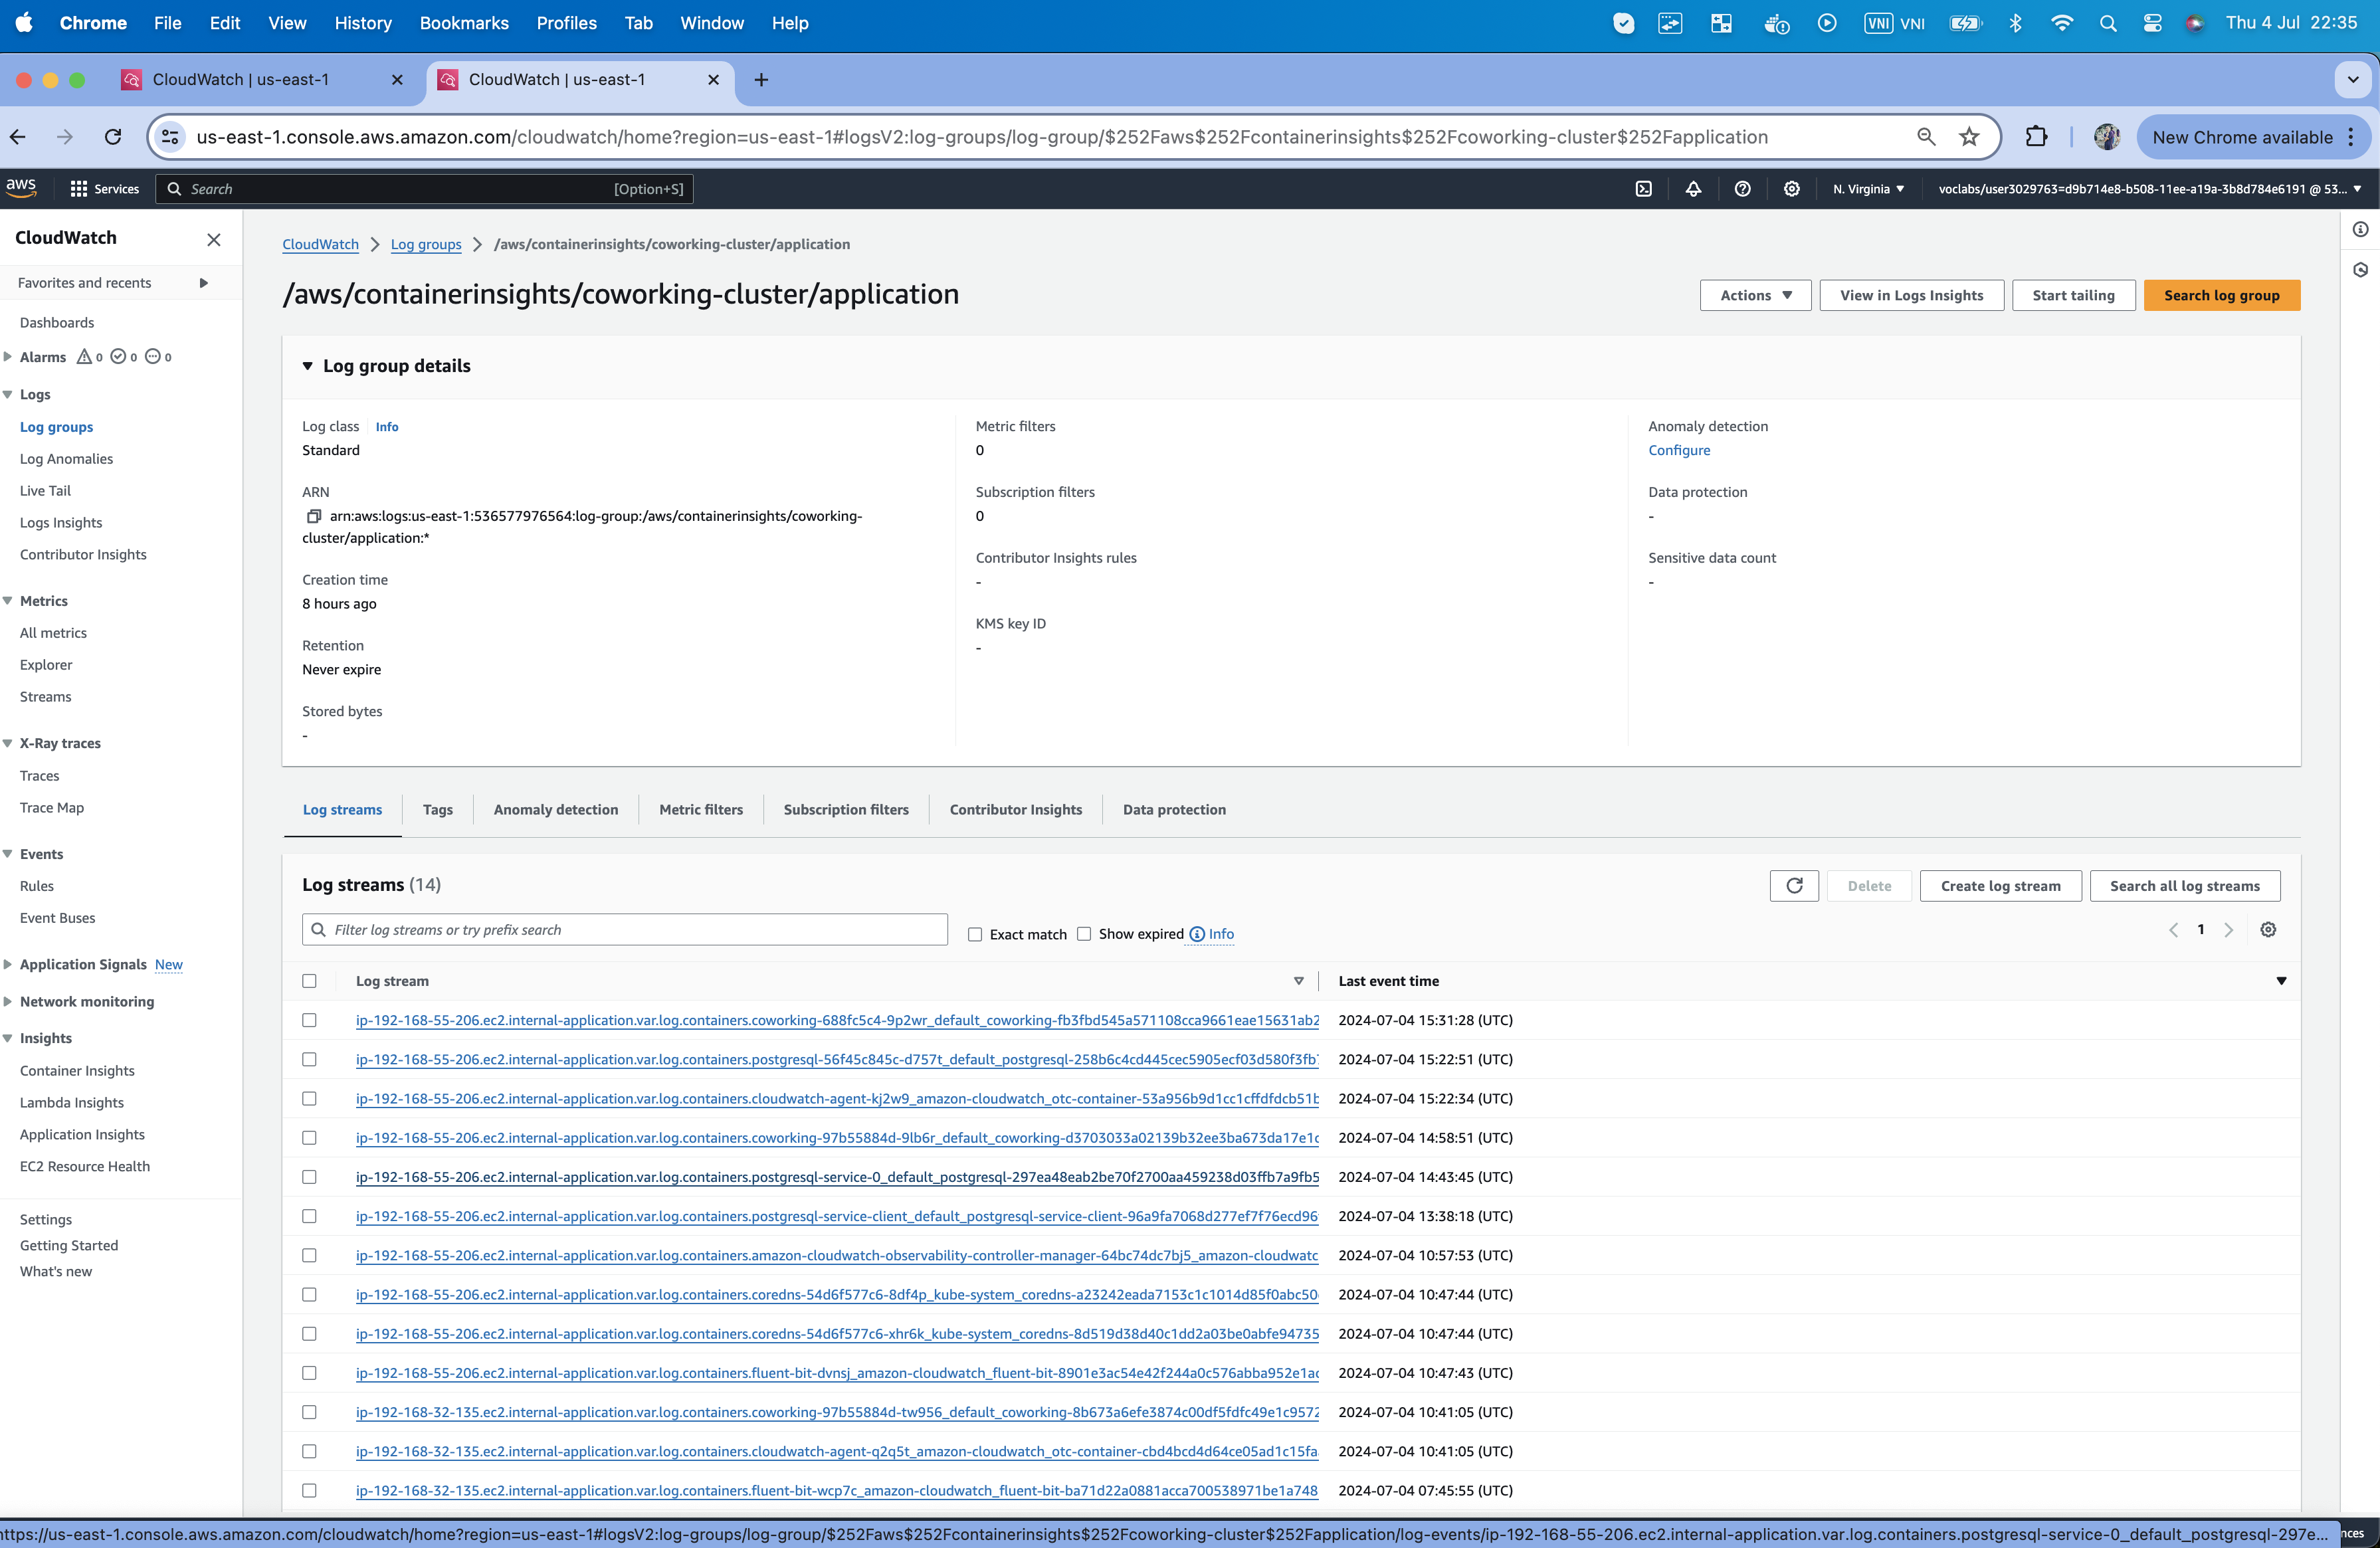 Chrome File Edit View History Bookmarks Profiles Tab Window Help VNI VNI Thu 4 Jul 22:35
CloudWatch | us-east-1 CloudWatch | us-east-1
us-east-1.console.aws.amazon.com/cloudwatch/home?region=us-east-1#logsV2:log-groups/log-group/$252Faws$252Fcontainerinsights$252Fcoworking-cluster$252Fapplication New Chrome available
aws Services Search [Option+S] N. Virginia voclabs/user3029763=d9b714e8-b508-11ee-a19a-3b8d784e6191 @ 53...
CloudWatch
Favorites and recents
Dashboards
Alarms 0 0 0
Logs
Log groups
Log Anomalies
Live Tail
Logs Insights
Contributor Insights
Metrics
All metrics
Explorer
Streams
X-Ray traces
Traces
Trace Map
Events
Rules
Event Buses
Application Signals New
Network monitoring
Insights
Container Insights
Lambda Insights
Application Insights
EC2 Resource Health
Settings
Getting Started
What's new
CloudWatch Log groups /aws/containerinsights/coworking-cluster/application
/aws/containerinsights/coworking-cluster/application
Actions View in Logs Insights Start tailing Search log group
Log group details
Log class Info
Standard
ARN
arn:aws:logs:us-east-1:536577976564:log-group:/aws/containerinsights/coworking-
cluster/application:*
Creation time
8 hours ago
Retention
Never expire
Stored bytes
-
Metric filters
0
Subscription filters
0
Contributor Insights rules
-
KMS key ID
-
Anomaly detection
Configure
Data protection
-
Sensitive data count
-
Log streams Tags Anomaly detection Metric filters Subscription filters Contributor Insights Data protection
Log streams (14)
Delete Create log stream Search all log streams
Filter log streams or try prefix search Exact match Show expired Info 1
Log stream Last event time
ip-192-168-55-206.ec2.internal-application.var.log.containers.coworking-688fc5c4-9p2wr_default_coworking-fb3fbd545a571108cca9661eae15631ab2 2024-07-04 15:31:28 (UTC)
ip-192-168-55-206.ec2.internal-application.var.log.containers.postgresql-56f45c845c-d757t_default_postgresql-258b6c4cd445cec5905ecf03d580f3fb 2024-07-04 15:22:51 (UTC)
ip-192-168-55-206.ec2.internal-application.var.log.containers.cloudwatch-agent-kj2w9_amazon-cloudwatch_otc-container-53a956b9d1cc1cffdfdcb51b 2024-07-04 15:22:34 (UTC)
ip-192-168-55-206.ec2.internal-application.var.log.containers.coworking-97b55884d-9lb6r_default_coworking-d3703033a02139b32ee3ba673da17e1c 2024-07-04 14:58:51 (UTC)
ip-192-168-55-206.ec2.internal-application.var.log.containers.postgresql-service-0_default_postgresql-297ea48eab2be70f2700aa459238d03ffb7a9fb5 2024-07-04 14:43:45 (UTC)
ip-192-168-55-206.ec2.internal-application.var.log.containers.postgresql-service-client_default_postgresql-service-client-96a9fa7068d277ef7f76ecd96 2024-07-04 13:38:18 (UTC)
ip-192-168-55-206.ec2.internal-application.var.log.containers.amazon-cloudwatch-observability-controller-manager-64bc74dc7bj5_amazon-cloudwatc 2024-07-04 10:57:53 (UTC)
ip-192-168-55-206.ec2.internal-application.var.log.containers.coredns-54d6f577c6-8df4p_kube-system_coredns-a23242eada7153c1c1014d85f0abc50 2024-07-04 10:47:44 (UTC)
ip-192-168-55-206.ec2.internal-application.var.log.containers.coredns-54d6f577c6-xhr6k_kube-system_coredns-8d519d38d40c1dd2a03be0abfe94735 2024-07-04 10:47:44 (UTC)
ip-192-168-55-206.ec2.internal-application.var.log.containers.fluent-bit-dvnsj_amazon-cloudwatch_fluent-bit-8901e3ac54e42f244a0c576abba952e1ac 2024-07-04 10:47:43 (UTC)
ip-192-168-32-135.ec2.internal-application.var.log.containers.coworking-97b55884d-tw956_default_coworking-8b673a6efe3874c00df5fdfc49e1c9572 2024-07-04 10:41:05 (UTC)
ip-192-168-32-135.ec2.internal-application.var.log.containers.cloudwatch-agent-q2q5t_amazon-cloudwatch_otc-container-cbd4bcd4d64ce05ad1c15fa 2024-07-04 10:41:05 (UTC)
ip-192-168-32-135.ec2.internal-application.var.log.containers.fluent-bit-wcp7c_amazon-cloudwatch_fluent-bit-ba71d22a0881acca700538971be1a748 2024-07-04 07:45:55 (UTC)
https://us-east-1.console.aws.amazon.com/cloudwatch/home?region=us-east-1#logsV2:log-groups/log-group/$252Faws$252Fcontainerinsights$252Fcoworking-cluster$252Fapplication/log-events/ip-192-168-55-206.ec2.internal-application.var.log.containers.postgresql-service-0_default_postgresql-297e...